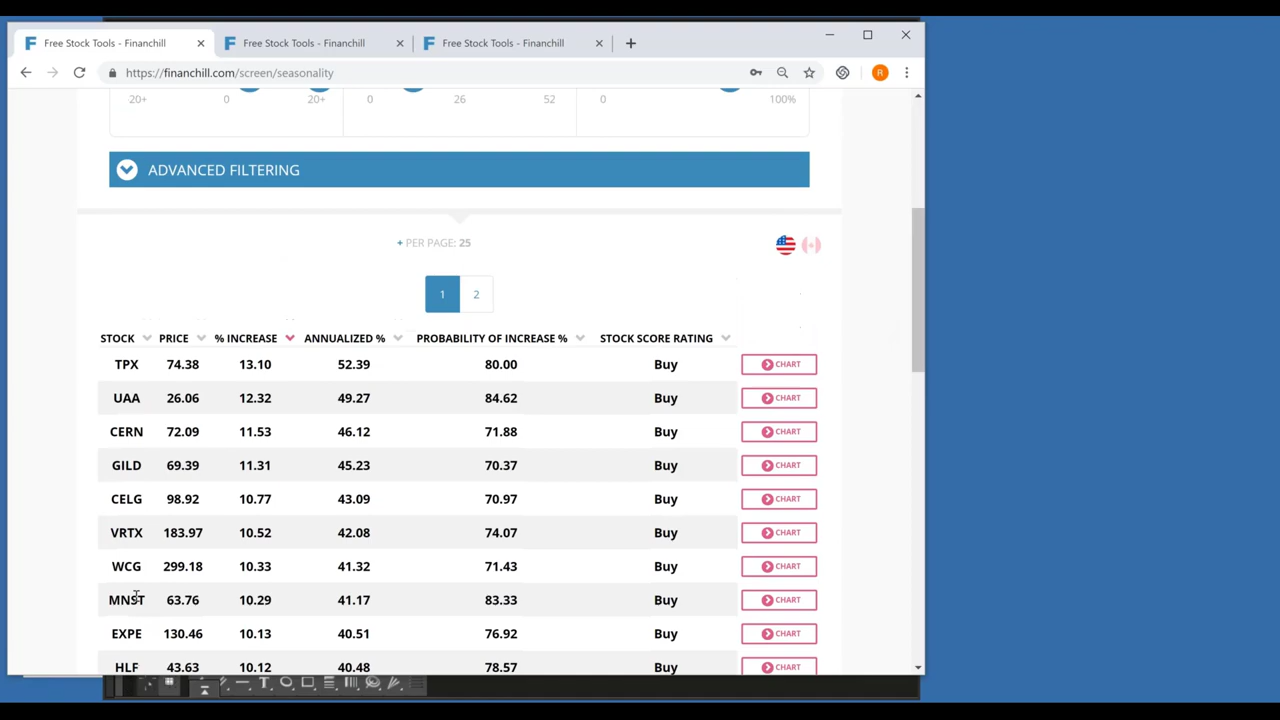 Free Stock Tools - Financhill Free Stock Tools - Financhill Free Stock Tools - Financhill
https://financhill.com/screen/seasonality R
20+ 0 20+ 0 26 52 0 100%
ADVANCED FILTERING
+ PER PAGE: 25
1 2
STOCK PRICE % INCREASE ANNUALIZED % PROBABILITY OF INCREASE % STOCK SCORE RATING
TPX 74.38 13.10 52.39 80.00 Buy CHART
UAA 26.06 12.32 49.27 84.62 Buy CHART
CERN 72.09 11.53 46.12 71.88 Buy CHART
GILD 69.39 11.31 45.23 70.37 Buy CHART
CELG 98.92 10.77 43.09 70.97 Buy CHART
VRTX 183.97 10.52 42.08 74.07 Buy CHART
WCG 299.18 10.33 41.32 71.43 Buy CHART
MNST 63.76 10.29 41.17 83.33 Buy CHART
EXPE 130.46 10.13 40.51 76.92 Buy CHART
HLF 43.63 10.12 40.48 78.57 Buy CHART